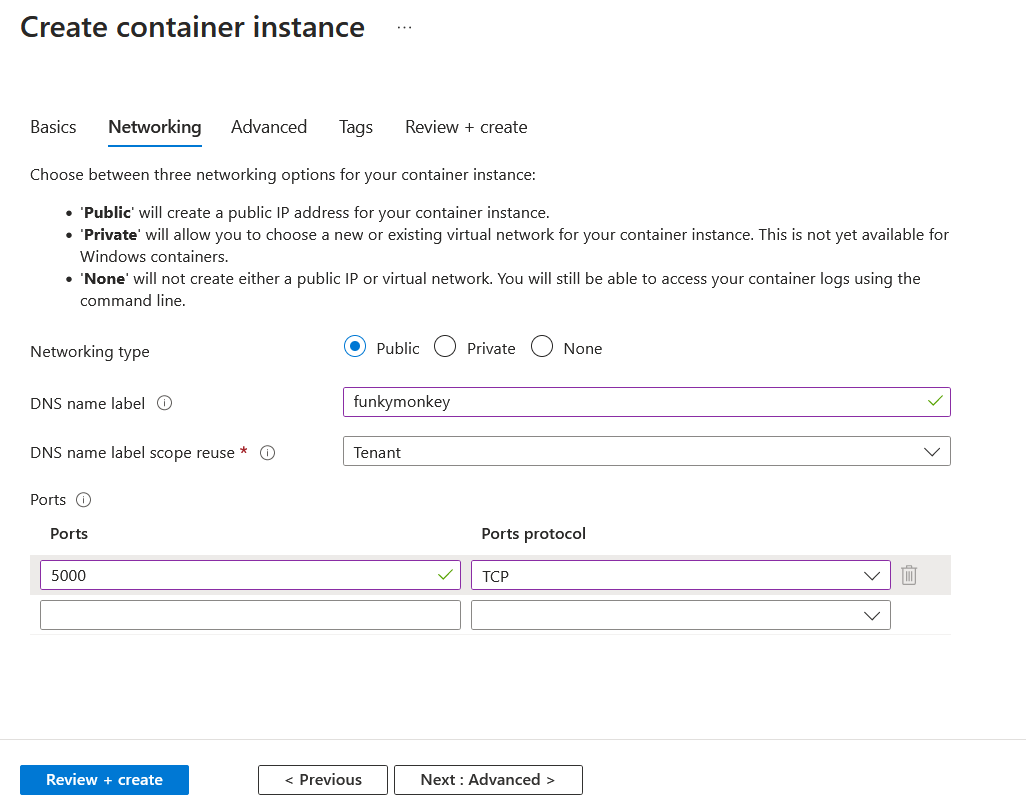 Create container instance ...
Basics Networking Advanced Tags Review + create
Choose between three networking options for your container instance:
• 'Public' will create a public IP address for your container instance.
• 'Private' will allow you to choose a new or existing virtual network for your container instance. This is not yet available for
Windows containers.
• 'None' will not create either a public IP or virtual network. You will still be able to access your container logs using the
command line.
Networking type Public Private None
DNS name label funkymonkey
DNS name label scope reuse * Tenant
Ports
Ports Ports protocol
5000 TCP
Review + create < Previous Next : Advanced >